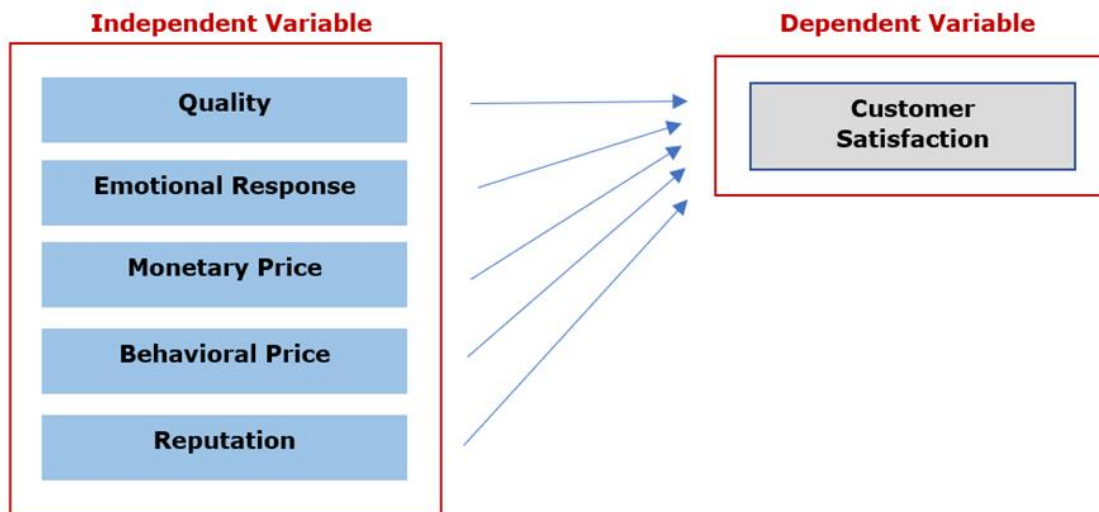 Independent Variable
Dependent Variable
Quality
Emotional Response
Monetary Price
Behavioral Price
Reputation
Customer
Satisfaction